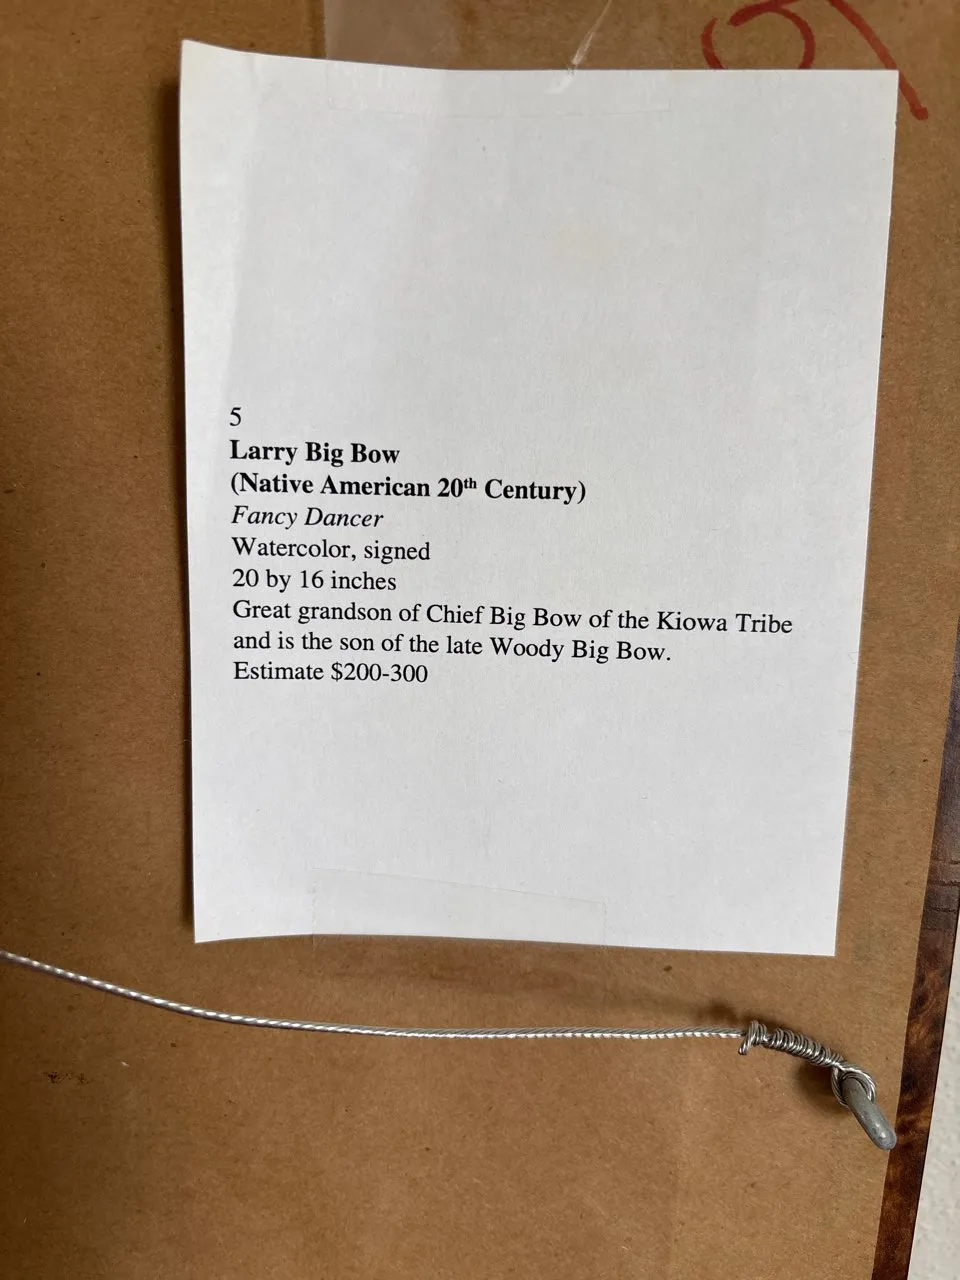 5
Larry Big Bow
(Native American 20th Century)
Fancy Dancer
Watercolor, signed
20 by 16 inches
Great grandson of Chief Big Bow of the Kiowa Tribe
and is the son of the late Woody Big Bow.
Estimate $200-300